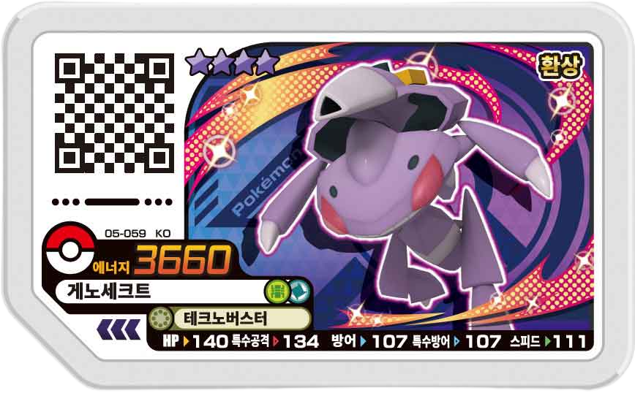 환상
Pokémon
05-059 KO
에너지 3660
게노세크트
테크노버스터
HP 140 특수공격 134 방어 107 특수방어 107 스피드 111